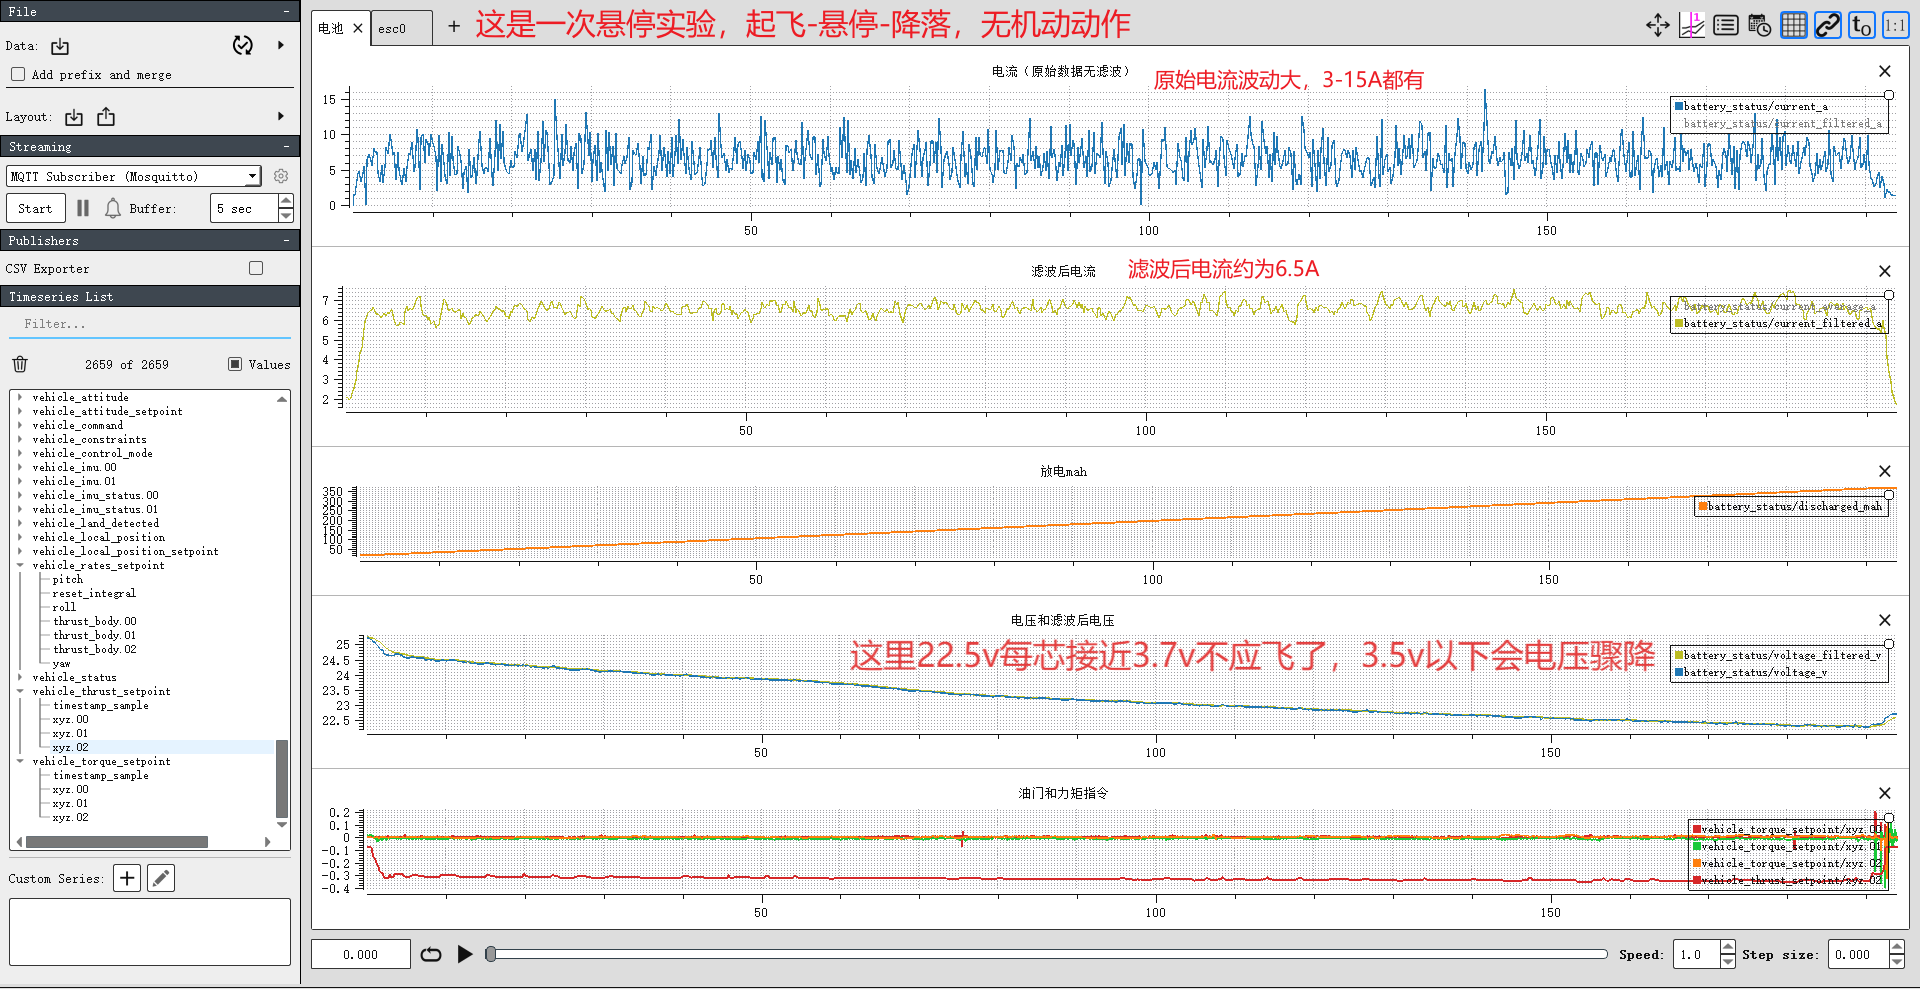 File
Data:
Add prefix and merge
Layout:
Streaming
MQTT Subscriber (Mosquitto)
Start
Buffer:
5 sec
Publishers
CSV Exporter
Timeseries List
Filter...
2659 of 2659
Values
vehicle_attitude
vehicle_attitude_setpoint
vehicle_command
vehicle_constraints
vehicle_control_mode
vehicle_imu.00
vehicle_imu.01
vehicle_imu_status.00
vehicle_imu_status.01
vehicle_land_detected
vehicle_local_position
vehicle_local_position_setpoint
vehicle_rates_setpoint
pitch
reset_integral
roll
thrust_body.00
thrust_body.01
thrust_body.02
yaw
vehicle_status
vehicle_thrust_setpoint
timestamp_sample
xyz.00
xyz.01
xyz.02
vehicle_torque_setpoint
timestamp_sample
xyz.00
xyz.01
xyz.02
Custom Series:
电池
esc0
这是一次悬停实验，起飞-悬停-降落，无机动动作
1:1
电流（原始数据无滤波）
原始电流波动大，3-15A都有
battery_status/current_a
battery_status/current_filtered_a
15
10
5
0
50
100
150
滤波后电流
滤波后电流约为6.5A
battery_status/current_average_a
battery_status/current_filtered_a
7
6
5
4
3
2
50
100
150
放电mah
battery_status/discharged_mah
350
300
250
200
150
100
50
50
100
150
电压和滤波后电压
这里22.5v每芯接近3.7v不应飞了，3.5v以下会电压骤降
battery_status/voltage_filtered_v
battery_status/voltage_v
25
24.5
24
23.5
23
22.5
50
100
150
油门和力矩指令
vehicle_torque_setpoint/xyz.00
vehicle_torque_setpoint/xyz.01
vehicle_torque_setpoint/xyz.02
vehicle_thrust_setpoint/xyz.02
0.2
0.1
0
-0.1
-0.2
-0.3
-0.4
50
100
150
0.000
Speed:
1.0
Step size:
0.000